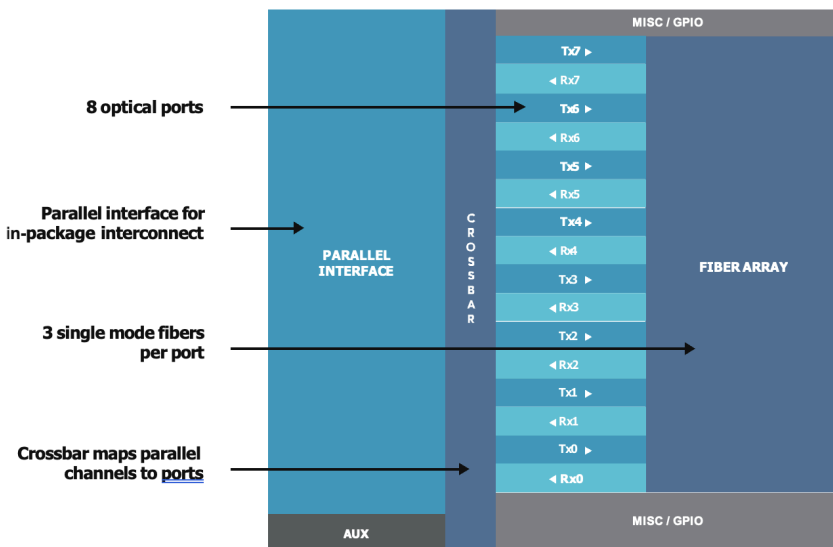 MISC / GPIO
8 optical ports
Parallel interface for
in-package interconnect
3 single mode fibers
per port
Crossbar maps parallel
channels to ports
PARALLEL
INTERFACE
AUX
CROSSBAR
Tx7 ►
◄ Rx7
Tx6 ►
◄ Rx6
Tx5 ►
◄ Rx5
Tx4 ►
◄ Rx4
Tx3 ►
◄ Rx3
Tx2 ►
◄ Rx2
Tx1 ►
◄ Rx1
Tx0 ►
◄ Rx0
FIBER ARRAY
MISC / GPIO